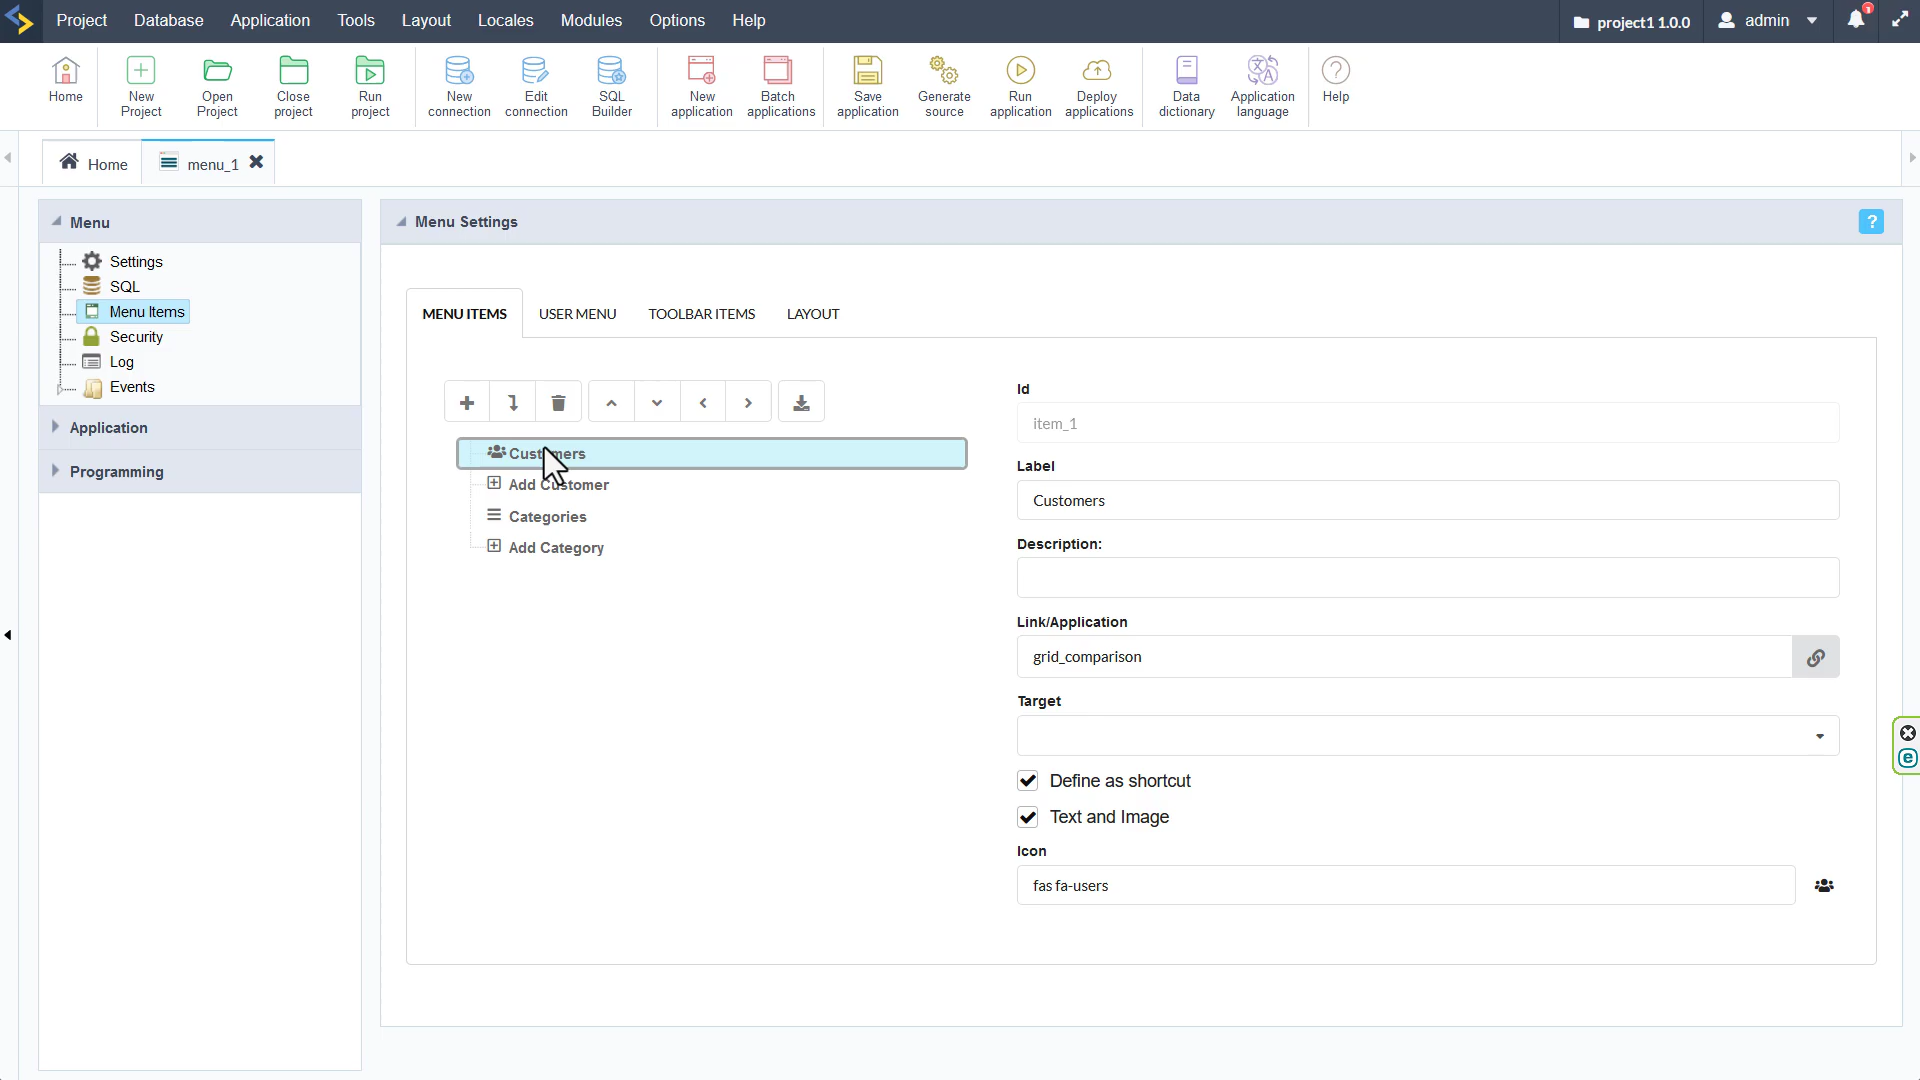 Project Database Application Tools Layout Locales Modules Options Help
project1 1.0.0 admin 1
Home
New Project
Open Project
Close project
Run project
New connection
Edit connection
SQL Builder
New application
Batch applications
Save application
Generate source
Run application
Deploy applications
Data dictionary
Application language
Help
Home menu_1
Menu
Settings
SQL
Menu Items
Security
Log
Events
Application
Programming
Menu Settings ?
MENU ITEMS USER MENU TOOLBAR ITEMS LAYOUT
Customers
Add Customer
Categories
Add Category
Id
item_1
Label
Customers
Description:
Link/Application
grid_comparison
Target
Define as shortcut
Text and Image
Icon
fas fa-users